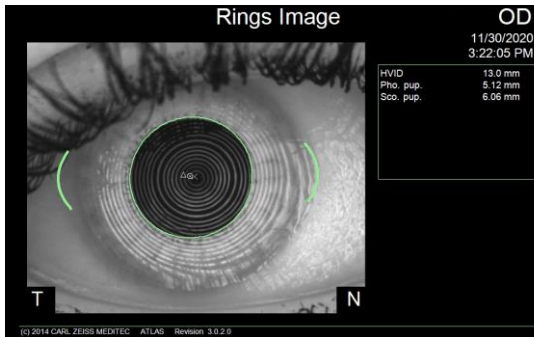 Rings Image
OD
11/30/2020
3:22:05 PM
HVID 13.0 mm
Pho. pup. 5.12 mm
Sco. pup. 6.06 mm
T
N
(c) 2014 CARL ZEISS MEDITEC ATLAS Revision 3.0.2.0